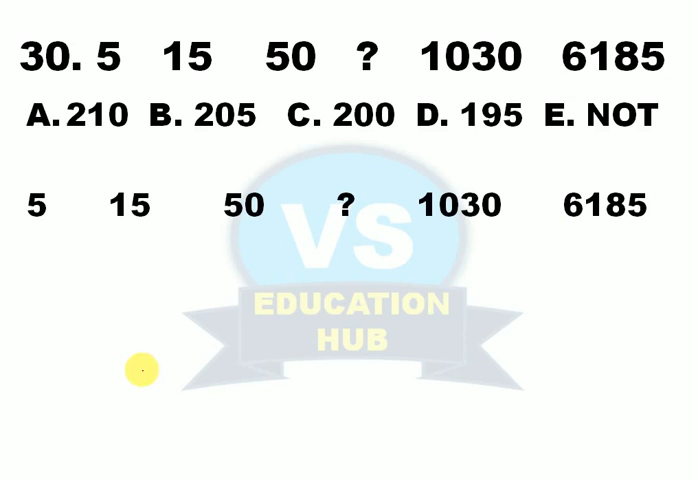 30. 5 15 50 ? 1030 6185
A. 210 B. 205 C. 200 D. 195 E. NOT
5 15 50 ? 1030 6185
VS
EDUCATION
HUB